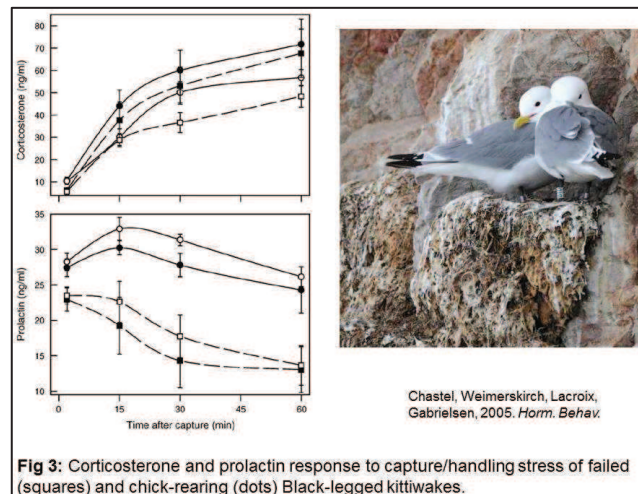 80
70
60
50
40
30
20
10
Corticosterone (ng/ml)
35
30
25
20
15
10
Prolactin (ng/ml)
0 15 30 45 60
Time after capture (min)
Chastel, Weimerskirch, Lacroix,
Gabrielsen, 2005. Horm. Behav.
Fig 3: Corticosterone and prolactin response to capture/handling stress of failed
(squares) and chick-rearing (dots) Black-legged kittiwakes.